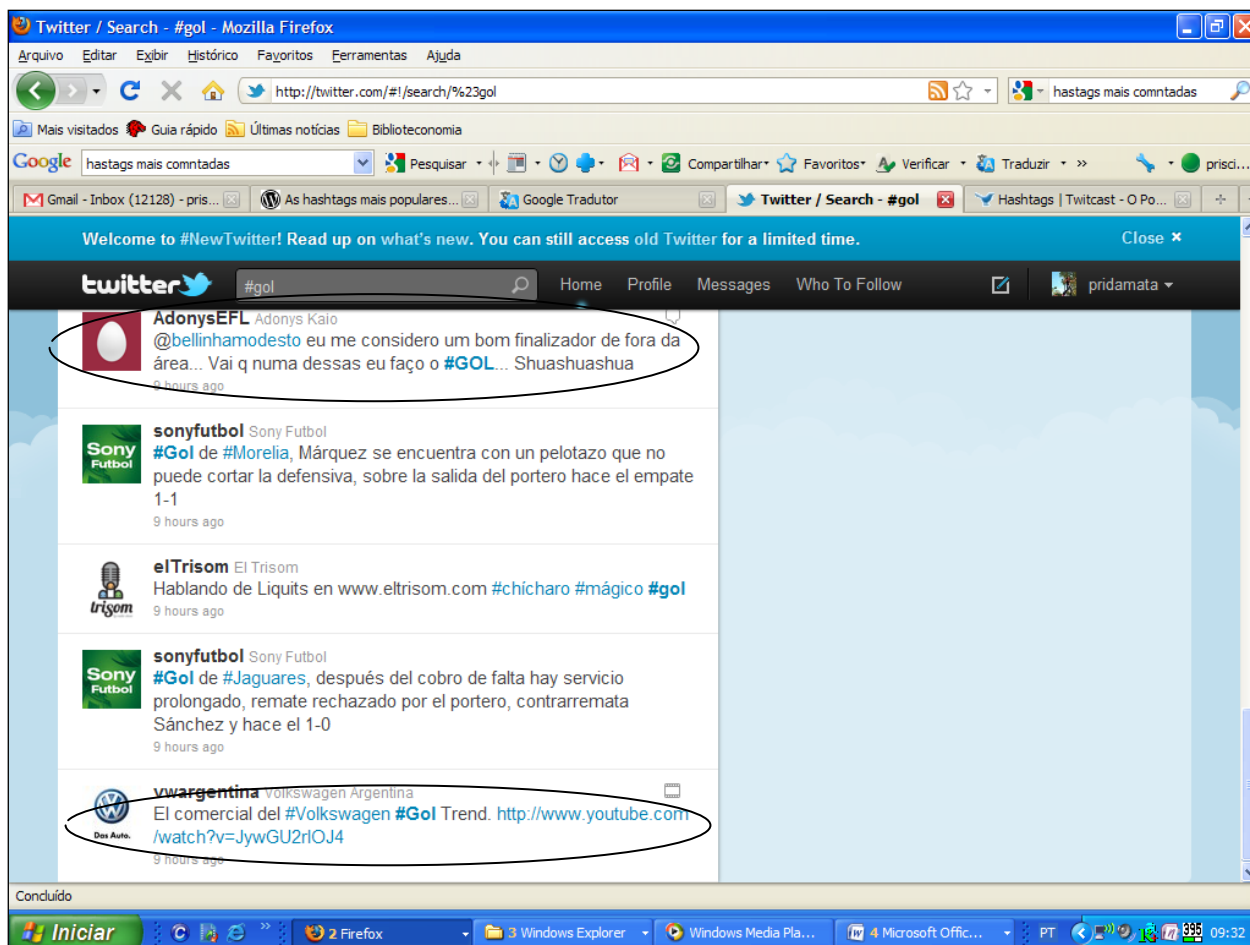 Twitter / Search - #gol - Mozilla Firefox
Arquivo Editar Exibir Histórico Favoritos Ferramentas Ajuda
http://twitter.com/#!/search/%23gol hastags mais comntadas
Mais visitados Guia rápido Últimas notícias Biblioteconomia
Google hastags mais comntadas Pesquisar Compartilhar Favoritos Verificar Traduzir » prisci...
Gmail - Inbox (12128) - pris... As hashtags mais populares... Google Tradutor Twitter / Search - #gol Hashtags | Twitcast - O Po...
Welcome to #NewTwitter! Read up on what's new. You can still access old Twitter for a limited time. Close ×
twitter #gol Home Profile Messages Who To Follow pridamata
AdonysEFL Adonys Kaio
@bellinhamodesto eu me considero um bom finalizador de fora da
área... Vai q numa dessas eu faço o #GOL... Shuashuashua
9 hours ago
sonyfutbol Sony Futbol
Sony
Futbol
#Gol de #Morelia, Márquez se encuentra con un pelotazo que no
puede cortar la defensiva, sobre la salida del portero hace el empate
1-1
9 hours ago
elTrisom El Trisom
Hablando de Liquits en www.eltrisom.com #chícharo #mágico #gol
trisom
9 hours ago
sonyfutbol Sony Futbol
Sony
Futbol
#Gol de #Jaguares, después del cobro de falta hay servicio
prolongado, remate rechazado por el portero, contrarremata
Sánchez y hace el 1-0
9 hours ago
vwargentina Volkswagen Argentina
El comercial del #Volkswagen #Gol Trend. http://www.youtube.com
/watch?v=JywGU2rIOJ4
Das Auto.
9 hours ago
Concluído
Iniciar » 2 Firefox 3 Windows Explorer Windows Media Pla... 4 Microsoft Offic... PT 395 09:32